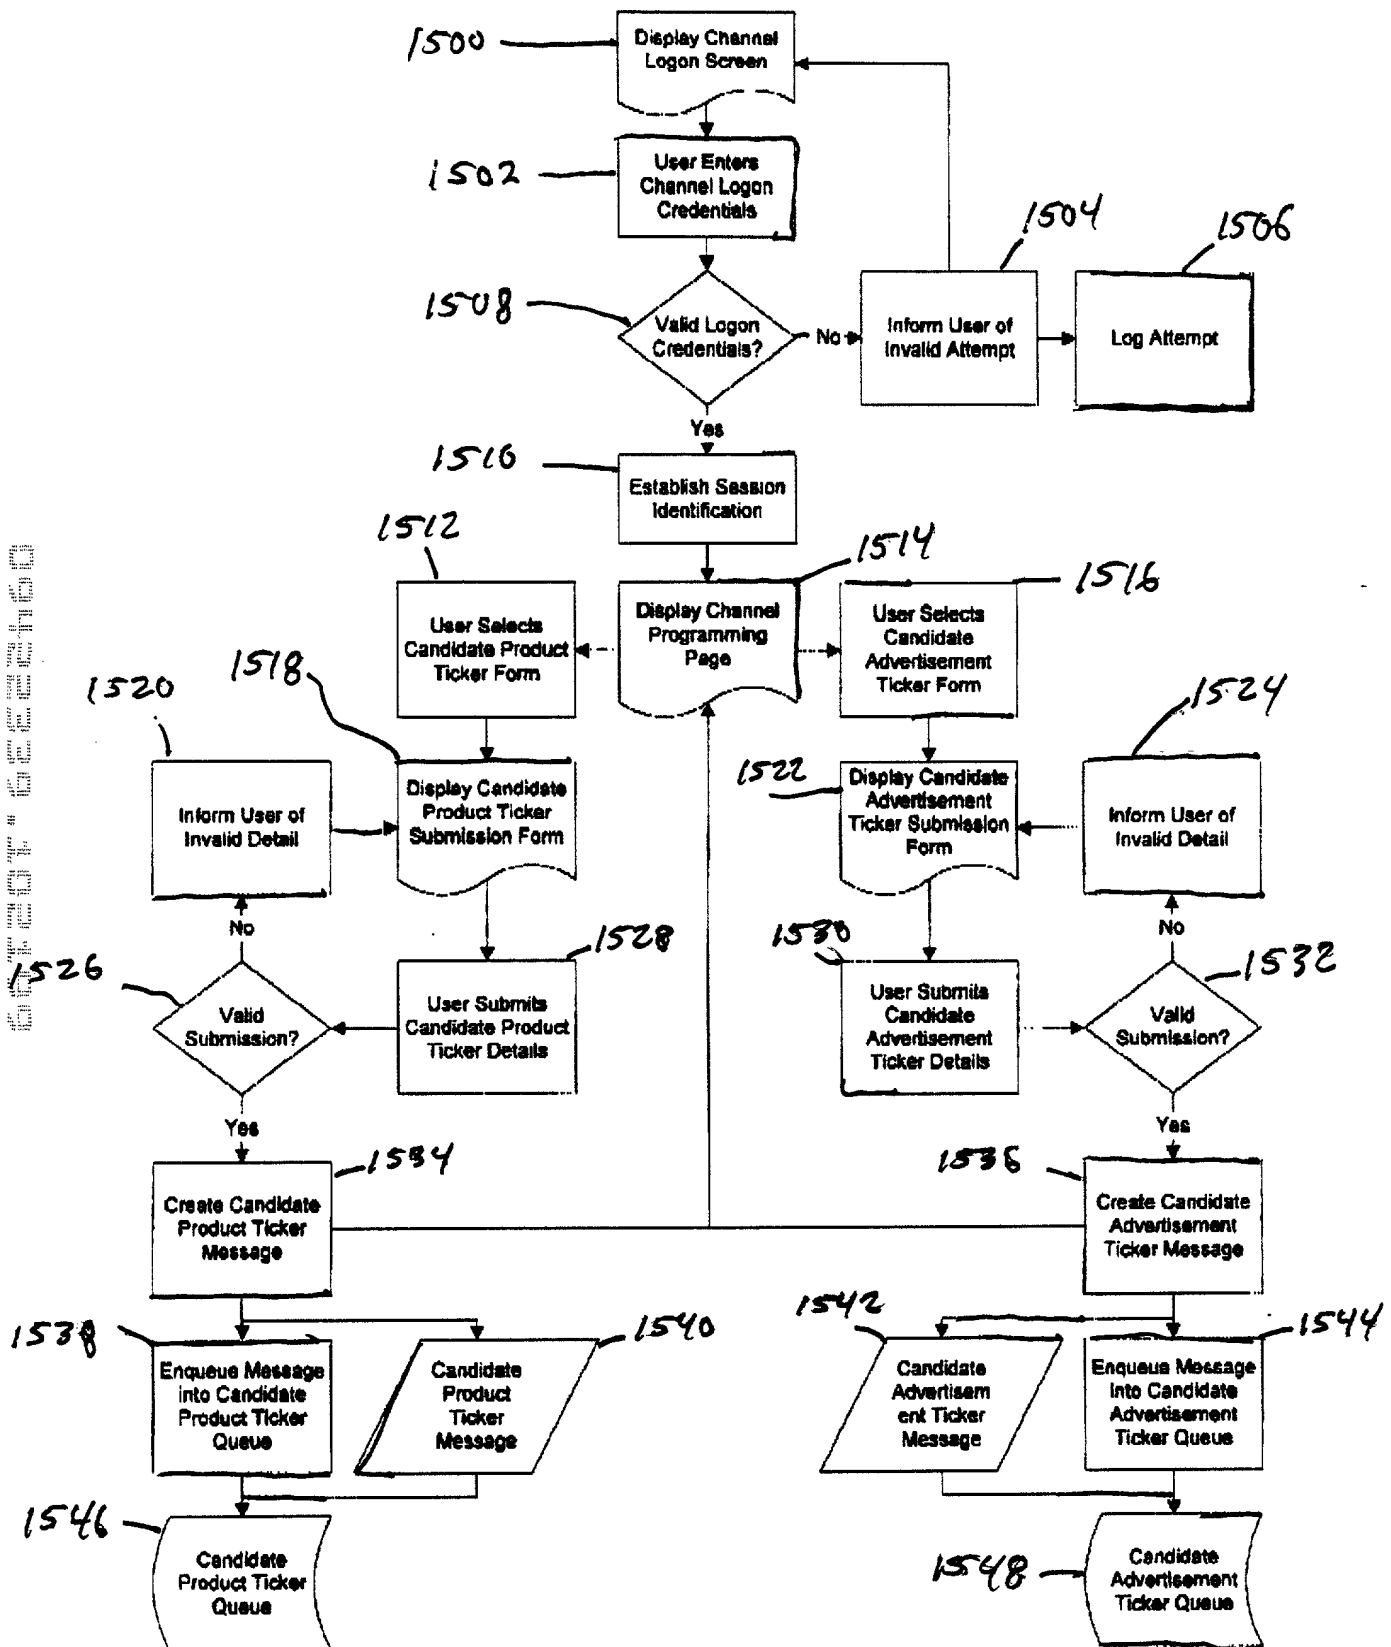 1500
Display Channel
Logon Screen
1502
User Enters
Channel Logon
Credentials
1504
1506
1508
Valid Logon
Credentials?
No
Inform User of
Invalid Attempt
Log Attempt
Yes
1510
Establish Session
Identification
1512
1514
1516
User Selects
Candidate Product
Ticker Form
Display Channel
Programming
Page
User Selects
Candidate
Advertisement
Ticker Form
1518
1520
1522
1524
Inform User of
Invalid Detail
Display Candidate
Product Ticker
Submission Form
Display Candidate
Advertisement
Ticker Submission
Form
Inform User of
Invalid Detail
No
No
1526
1528
1530
1532
Valid
Submission?
User Submits
Candidate Product
Ticker Details
User Submits
Candidate
Advertisement
Ticker Details
Valid
Submission?
Yes
Yes
1534
1536
Create Candidate
Product Ticker
Message
Create Candidate
Advertisement
Ticker Message
1538
1540
1542
1544
Enqueue Message
into Candidate
Product Ticker
Queue
Candidate
Product
Ticker
Message
Candidate
Advertisem
ent Ticker
Message
Enqueue Message
into Candidate
Advertisement
Ticker Queue
1546
Candidate
Product Ticker
Queue
1548
Candidate
Advertisement
Ticker Queue